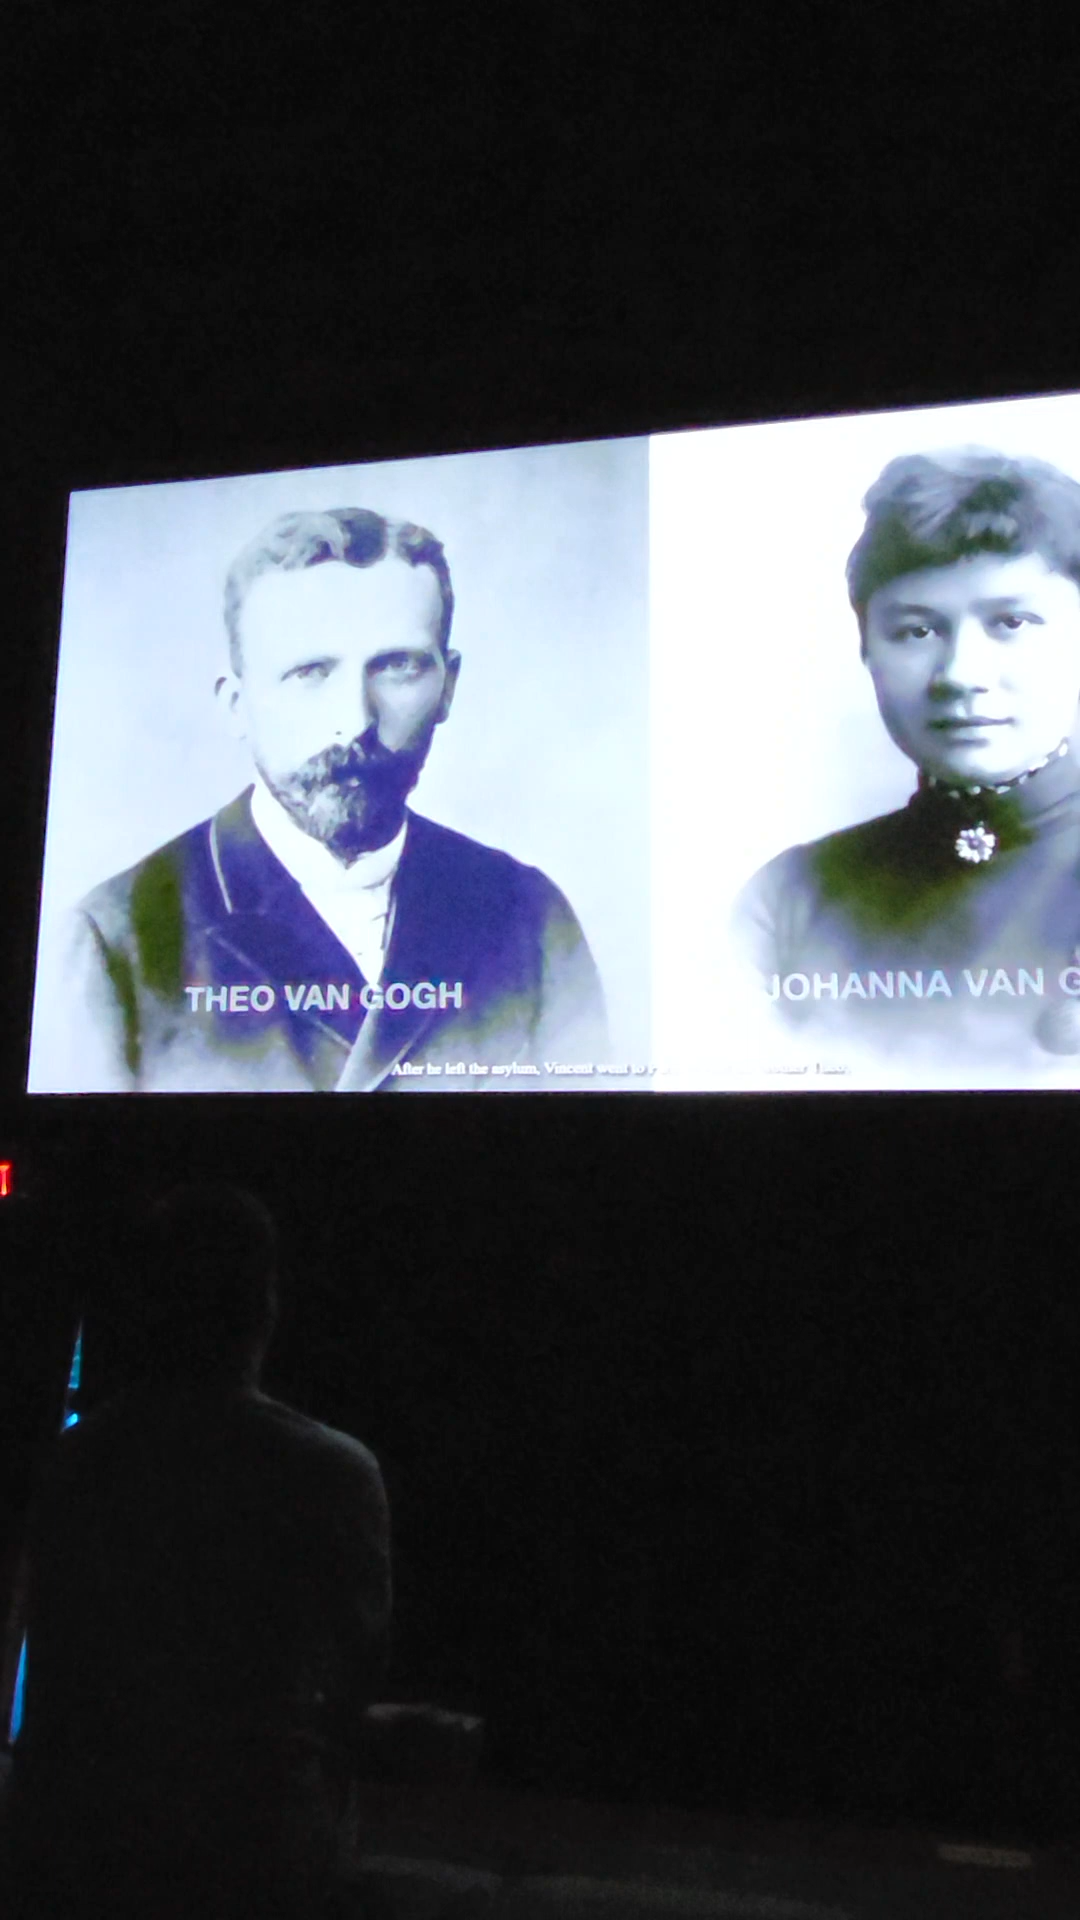 THEO VAN GOGH
JOHANNA VAN G
After he left the asylum, Vincent went to